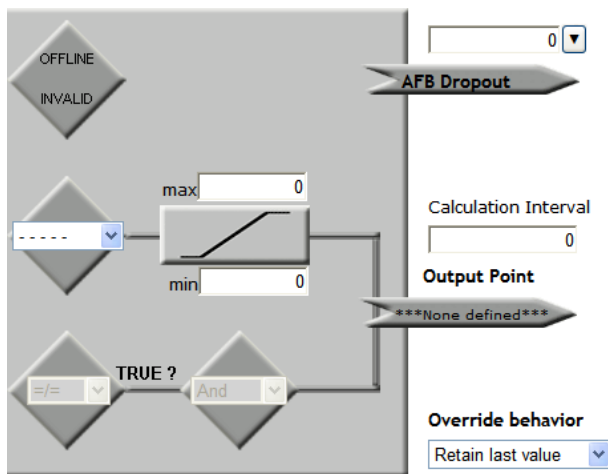 0
OFFLINE
INVALID
AFB Dropout
max 0
- - - - -
Calculation Interval
0
min 0
Output Point
***None defined***
TRUE ?
=/=
And
Override behavior
Retain last value